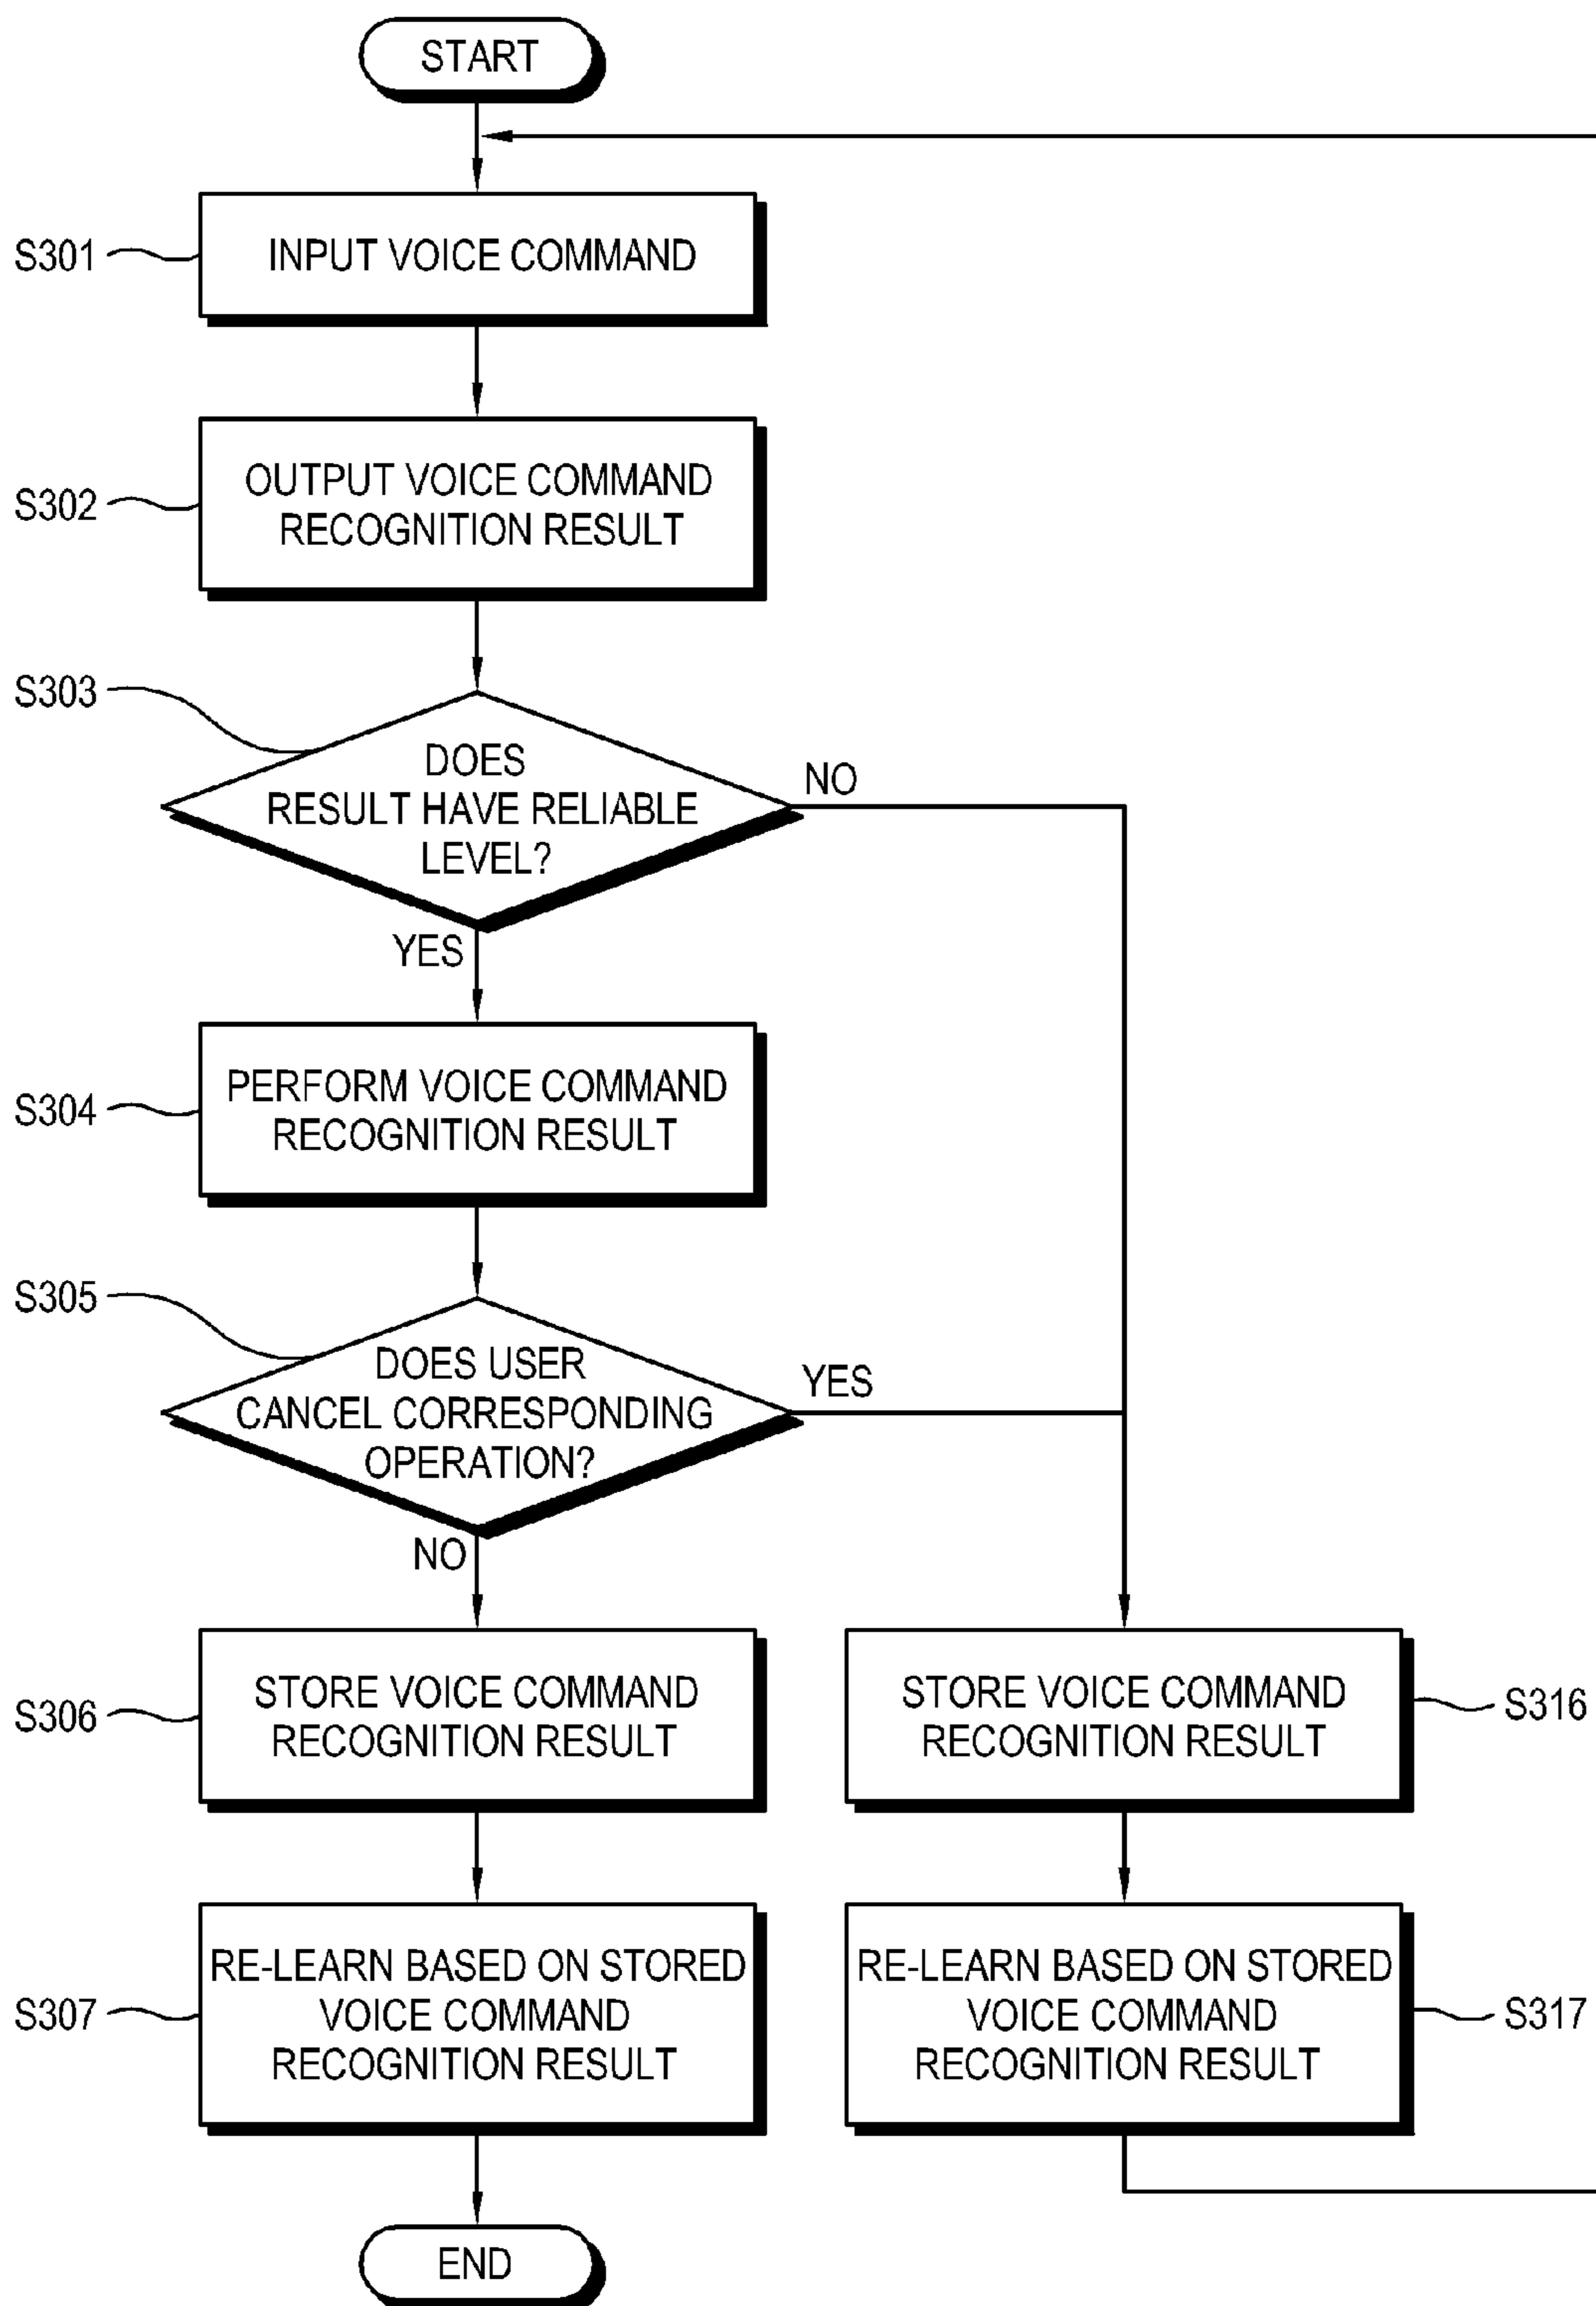 START
S301
INPUT VOICE COMMAND
S302
OUTPUT VOICE COMMAND
RECOGNITION RESULT
S303
DOES
RESULT HAVE RELIABLE
LEVEL?
NO
YES
S304
PERFORM VOICE COMMAND
RECOGNITION RESULT
S305
DOES USER
CANCEL CORRESPONDING
OPERATION?
YES
NO
S306
STORE VOICE COMMAND
RECOGNITION RESULT
STORE VOICE COMMAND
RECOGNITION RESULT
S316
S307
RE-LEARN BASED ON STORED
VOICE COMMAND
RECOGNITION RESULT
RE-LEARN BASED ON STORED
VOICE COMMAND
RECOGNITION RESULT
S317
END